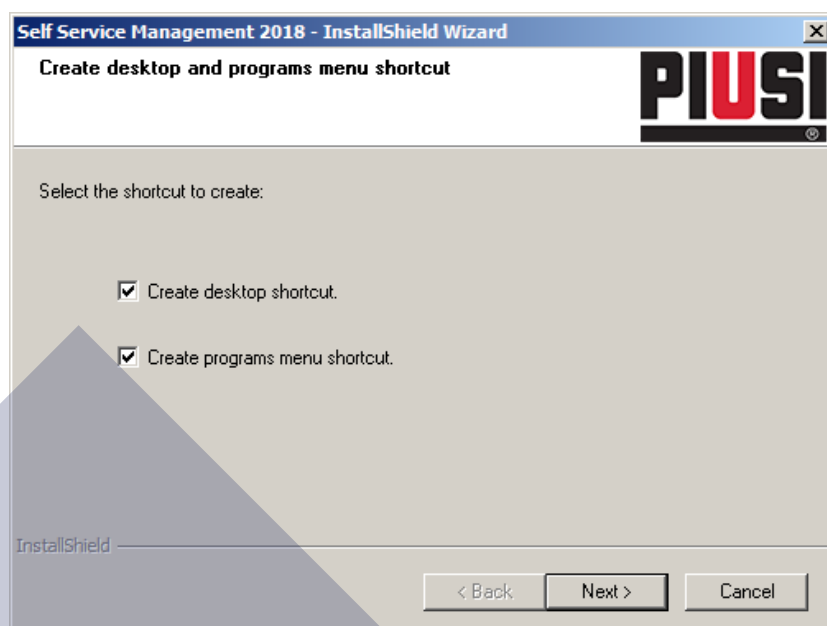 Self Service Management 2018 - InstallShield Wizard
Create desktop and programs menu shortcut
PIUSI
®
Select the shortcut to create:
Create desktop shortcut.
Create programs menu shortcut.
InstallShield
< Back
Next >
Cancel